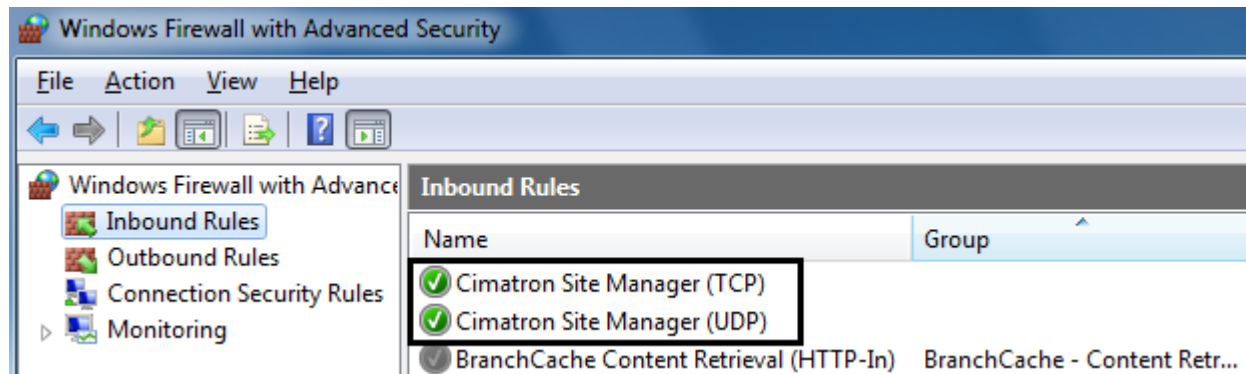 Windows Firewall with Advanced Security
File Action View Help
Windows Firewall with Advance
Inbound Rules
Outbound Rules
Connection Security Rules
Monitoring
Inbound Rules
Name Group
Cimatron Site Manager (TCP)
Cimatron Site Manager (UDP)
BranchCache Content Retrieval (HTTP-In) BranchCache - Content Retr...